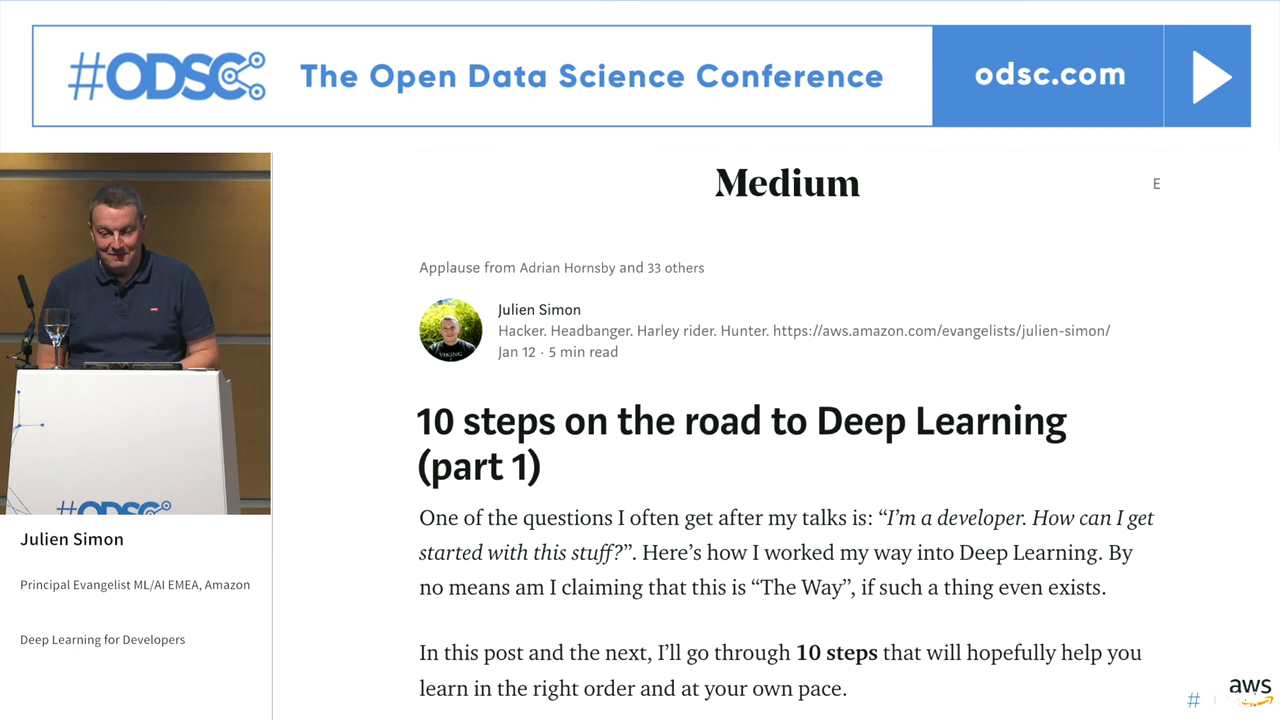 #ODSC
The Open Data Science Conference
odsc.com
#ODSC
Julien Simon
Principal Evangelist ML/AI EMEA, Amazon
Deep Learning for Developers
Medium
E
Applause from Adrian Hornsby and 33 others
VIKING
Julien Simon
Hacker. Headbanger. Harley rider. Hunter. https://aws.amazon.com/evangelists/julien-simon/
Jan 12 · 5 min read
10 steps on the road to Deep Learning
(part 1)
One of the questions I often get after my talks is: “I’m a developer. How can I get
started with this stuff?”. Here’s how I worked my way into Deep Learning. By
no means am I claiming that this is “The Way”, if such a thing even exists.
In this post and the next, I’ll go through 10 steps that will hopefully help you
learn in the right order and at your own pace.
#
aws